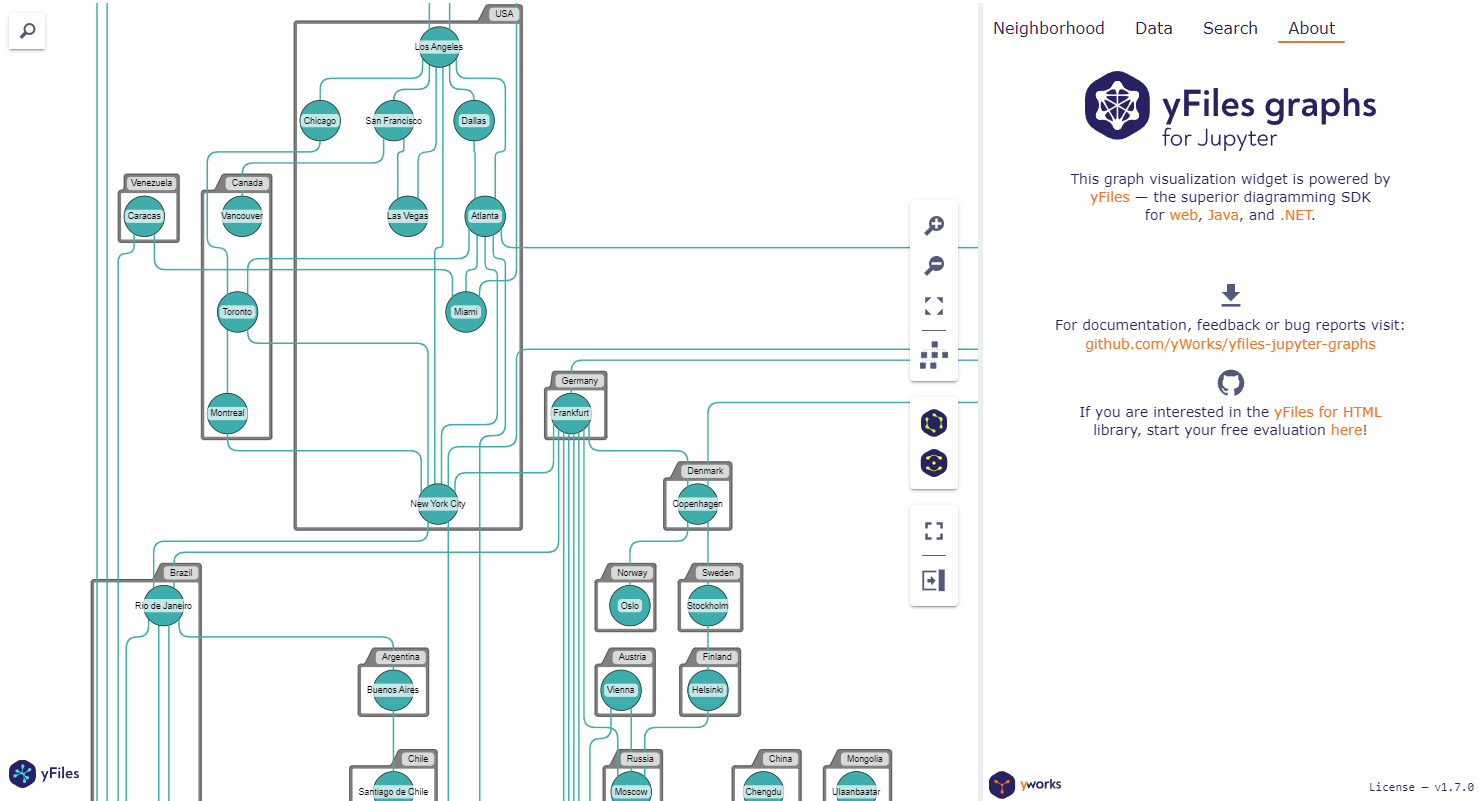 USA
Los Angeles
Chicago
San Francisco
Dallas
Venezuela
Canada
Caracas
Vancouver
Las Vegas
Atlanta
Toronto
Miami
Germany
Montreal
Frankfurt
Denmark
New York City
Copenhagen
Brazil
Norway
Sweden
Rio de Janeiro
Oslo
Stockholm
Argentina
Austria
Finland
Buenos Aires
Vienna
Helsinki
Chile
Russia
China
Mongolia
Santiago de Chile
Moscow
Chengdu
Ulaanbaatar
yFiles
Neighborhood Data Search About
yFiles graphs
for Jupyter
This graph visualization widget is powered by
yFiles — the superior diagramming SDK
for web, Java, and .NET.
For documentation, feedback or bug reports visit:
github.com/yWorks/yfiles-jupyter-graphs
If you are interested in the yFiles for HTML
library, start your free evaluation here!
yworks
License – v1.7.0